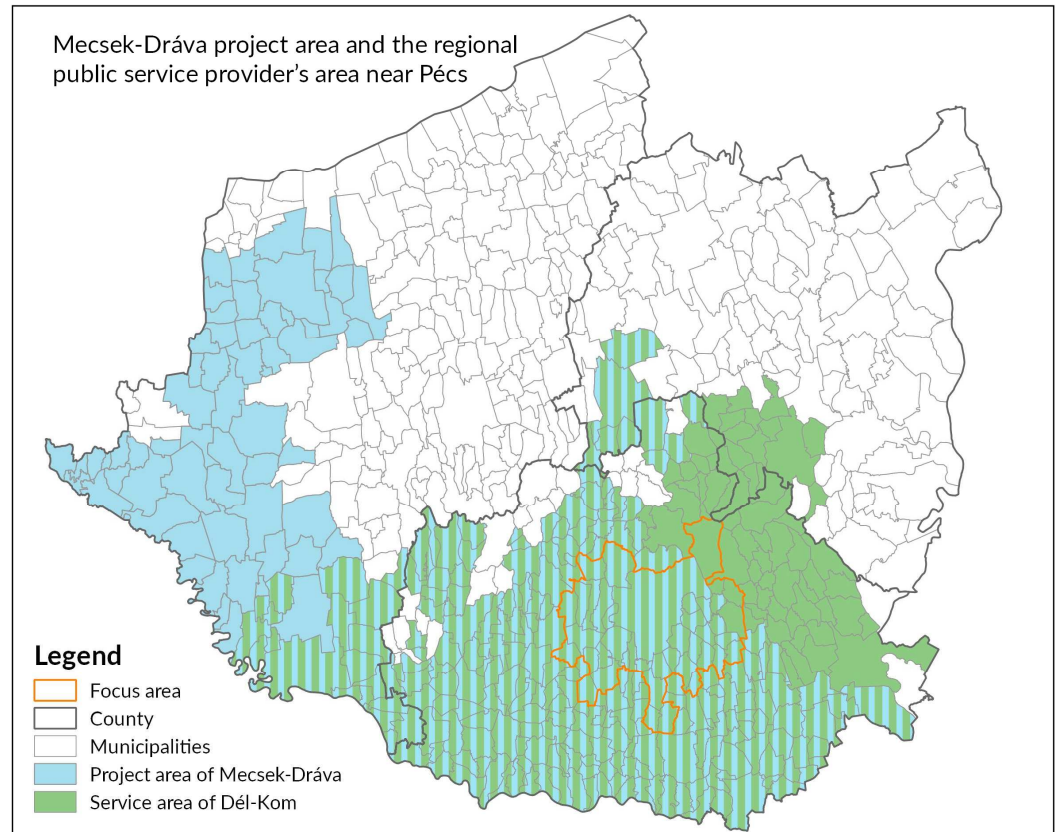 Mecsek-Dráva project area and the regional
public service provider’s area near Pécs
Legend
Focus area
County
Municipalities
Project area of Mecsek-Dráva
Service area of Dél-Kom